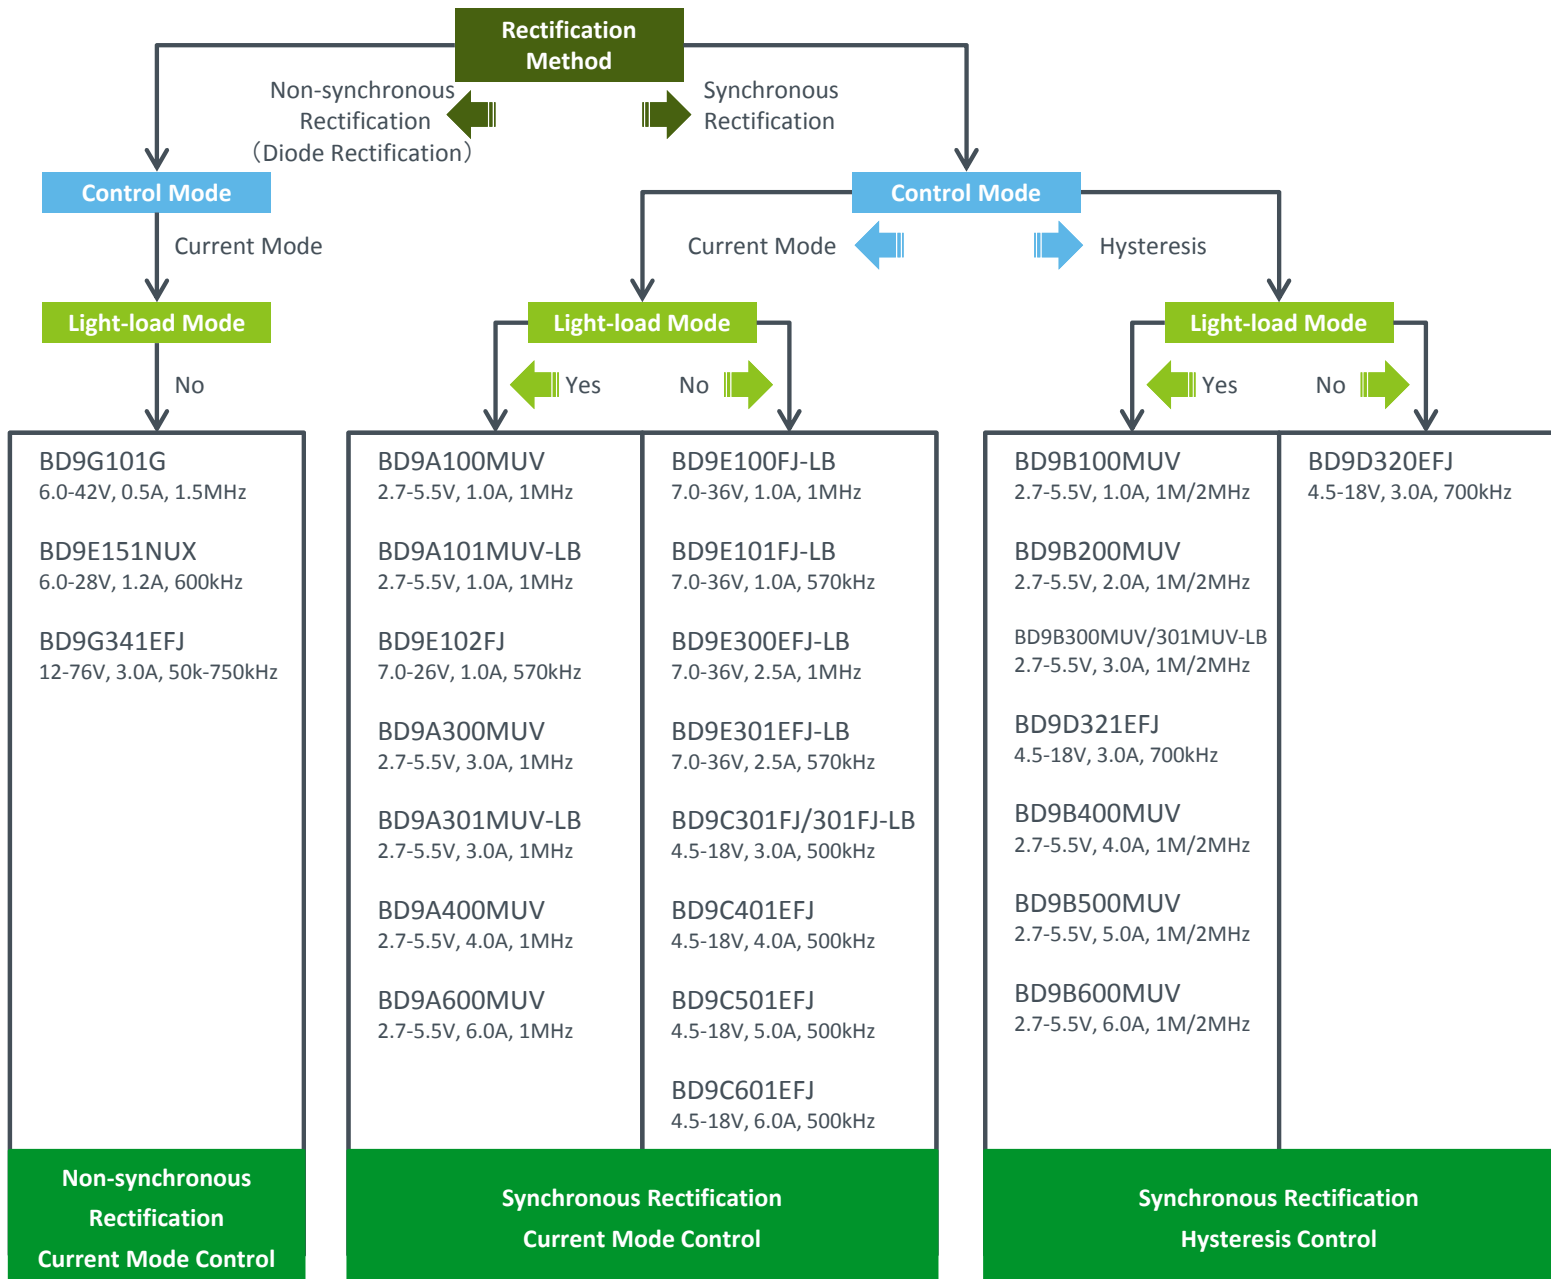 Rectification
Method
Non-synchronous
Rectification
（Diode Rectification）
Synchronous
Rectification
Control Mode
Control Mode
Current Mode
Current Mode
Hysteresis
Light-load Mode
Light-load Mode
Light-load Mode
No
Yes
No
Yes
No
BD9G101G
6.0-42V, 0.5A, 1.5MHz
BD9E151NUX
6.0-28V, 1.2A, 600kHz
BD9G341EFJ
12-76V, 3.0A, 50k-750kHz
BD9A100MUV
2.7-5.5V, 1.0A, 1MHz
BD9A101MUV-LB
2.7-5.5V, 1.0A, 1MHz
BD9E102FJ
7.0-26V, 1.0A, 570kHz
BD9A300MUV
2.7-5.5V, 3.0A, 1MHz
BD9A301MUV-LB
2.7-5.5V, 3.0A, 1MHz
BD9A400MUV
2.7-5.5V, 4.0A, 1MHz
BD9A600MUV
2.7-5.5V, 6.0A, 1MHz
BD9E100FJ-LB
7.0-36V, 1.0A, 1MHz
BD9E101FJ-LB
7.0-36V, 1.0A, 570kHz
BD9E300EFJ-LB
7.0-36V, 2.5A, 1MHz
BD9E301EFJ-LB
7.0-36V, 2.5A, 570kHz
BD9C301FJ/301FJ-LB
4.5-18V, 3.0A, 500kHz
BD9C401EFJ
4.5-18V, 4.0A, 500kHz
BD9C501EFJ
4.5-18V, 5.0A, 500kHz
BD9C601EFJ
4.5-18V, 6.0A, 500kHz
BD9B100MUV
2.7-5.5V, 1.0A, 1M/2MHz
BD9B200MUV
2.7-5.5V, 2.0A, 1M/2MHz
BD9B300MUV/301MUV-LB
2.7-5.5V, 3.0A, 1M/2MHz
BD9D321EFJ
4.5-18V, 3.0A, 700kHz
BD9B400MUV
2.7-5.5V, 4.0A, 1M/2MHz
BD9B500MUV
2.7-5.5V, 5.0A, 1M/2MHz
BD9B600MUV
2.7-5.5V, 6.0A, 1M/2MHz
BD9D320EFJ
4.5-18V, 3.0A, 700kHz
Non-synchronous
Rectification
Current Mode Control
Synchronous Rectification
Current Mode Control
Synchronous Rectification
Hysteresis Control